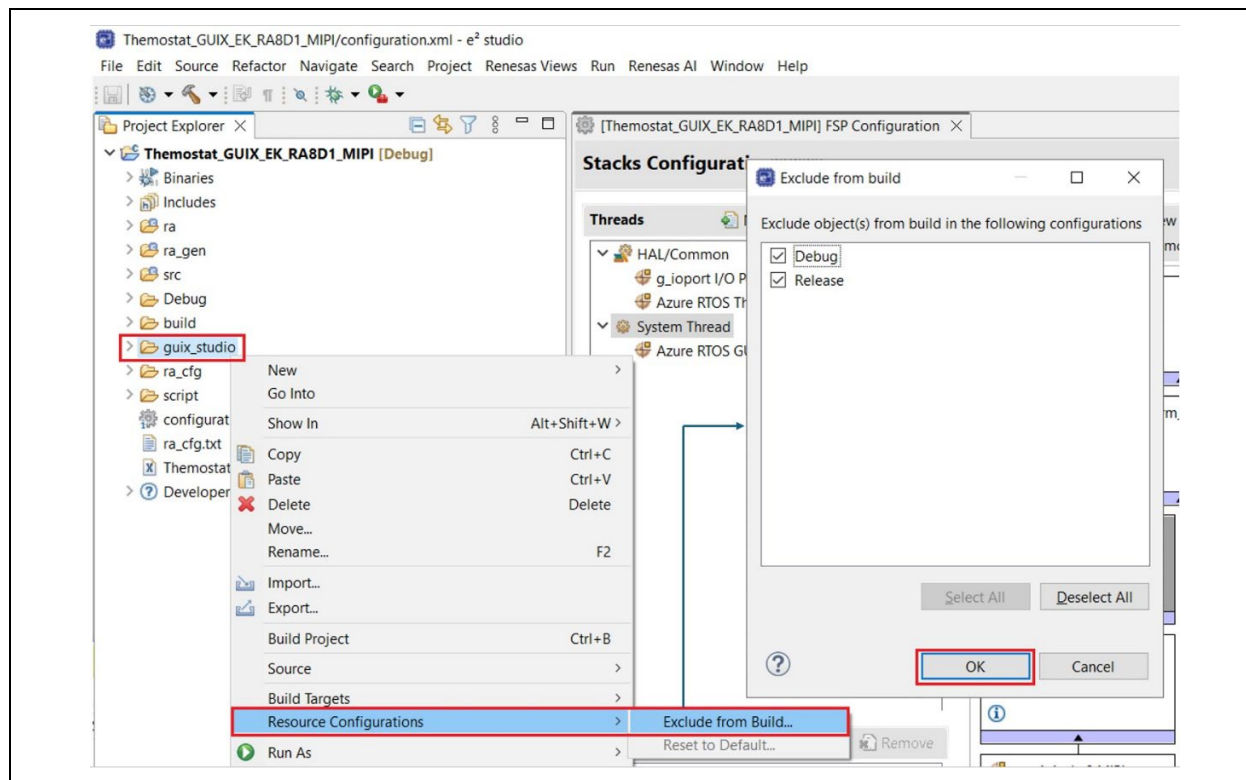 Themostat_GUIX_EK_RA8D1_MIPI/configuration.xml - e² studio
File Edit Source Refactor Navigate Search Project Renesas Views Run Renesas AI Window Help
Project Explorer
Themostat_GUIX_EK_RA8D1_MIPI [Debug]
Binaries
Includes
ra
ra_gen
src
Debug
build
guix_studio
ra_cfg
script
configurat
ra_cfg.txt
Themostat
Developer
New
Go Into
Show In Alt+Shift+W >
Copy Ctrl+C
Paste Ctrl+V
Delete Delete
Move...
Rename... F2
Import...
Export...
Build Project Ctrl+B
Source
Build Targets
Resource Configurations
Run As
Exclude from Build...
Reset to Default...
[Themostat_GUIX_EK_RA8D1_MIPI] FSP Configuration
Stacks Configurati
Threads
HAL/Common
g_ioport I/O P
Azure RTOS Th
System Thread
Azure RTOS GU
Remove
Exclude from build
Exclude object(s) from build in the following configurations
Debug
Release
Select All Deselect All
OK Cancel